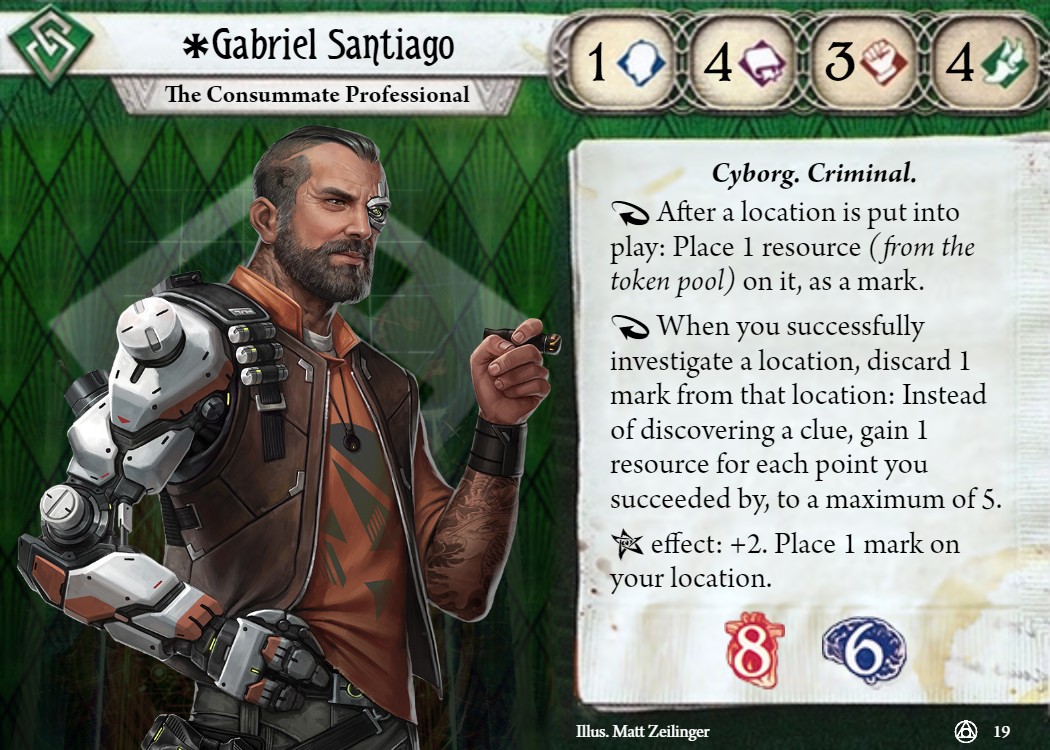 *Gabriel Santiago
The Consummate Professional
1 4 3 4
Cyborg. Criminal.
After a location is put into
play: Place 1 resource (from the
token pool) on it, as a mark.
When you successfully
investigate a location, discard 1
mark from that location: Instead
of discovering a clue, gain 1
resource for each point you
succeeded by, to a maximum of 5.
effect: +2. Place 1 mark on
your location.
8 6
Illus. Matt Zeilinger
19